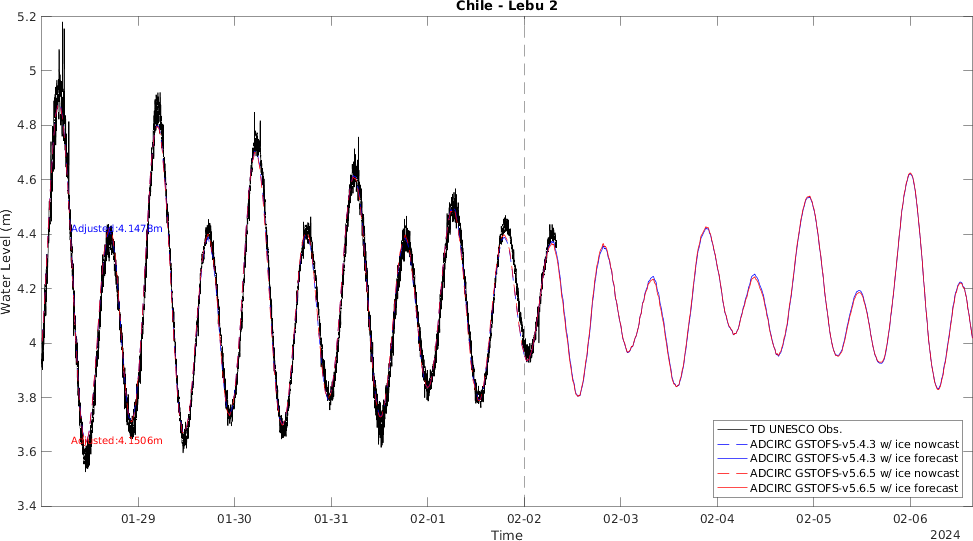 Chile - Lebu 2
5.2
5
4.8
4.6
4.4
4.2
4
3.8
3.6
3.4
Water Level (m)
Adjusted:4.1478m
Adjusted:4.1506m
TD UNESCO Obs.
ADCIRC GSTOFS-v5.4.3 w/ ice nowcast
ADCIRC GSTOFS-v5.4.3 w/ ice forecast
ADCIRC GSTOFS-v5.6.5 w/ ice nowcast
ADCIRC GSTOFS-v5.6.5 w/ ice forecast
01-29 01-30 01-31 02-01 02-02 02-03 02-04 02-05 02-06
Time
2024